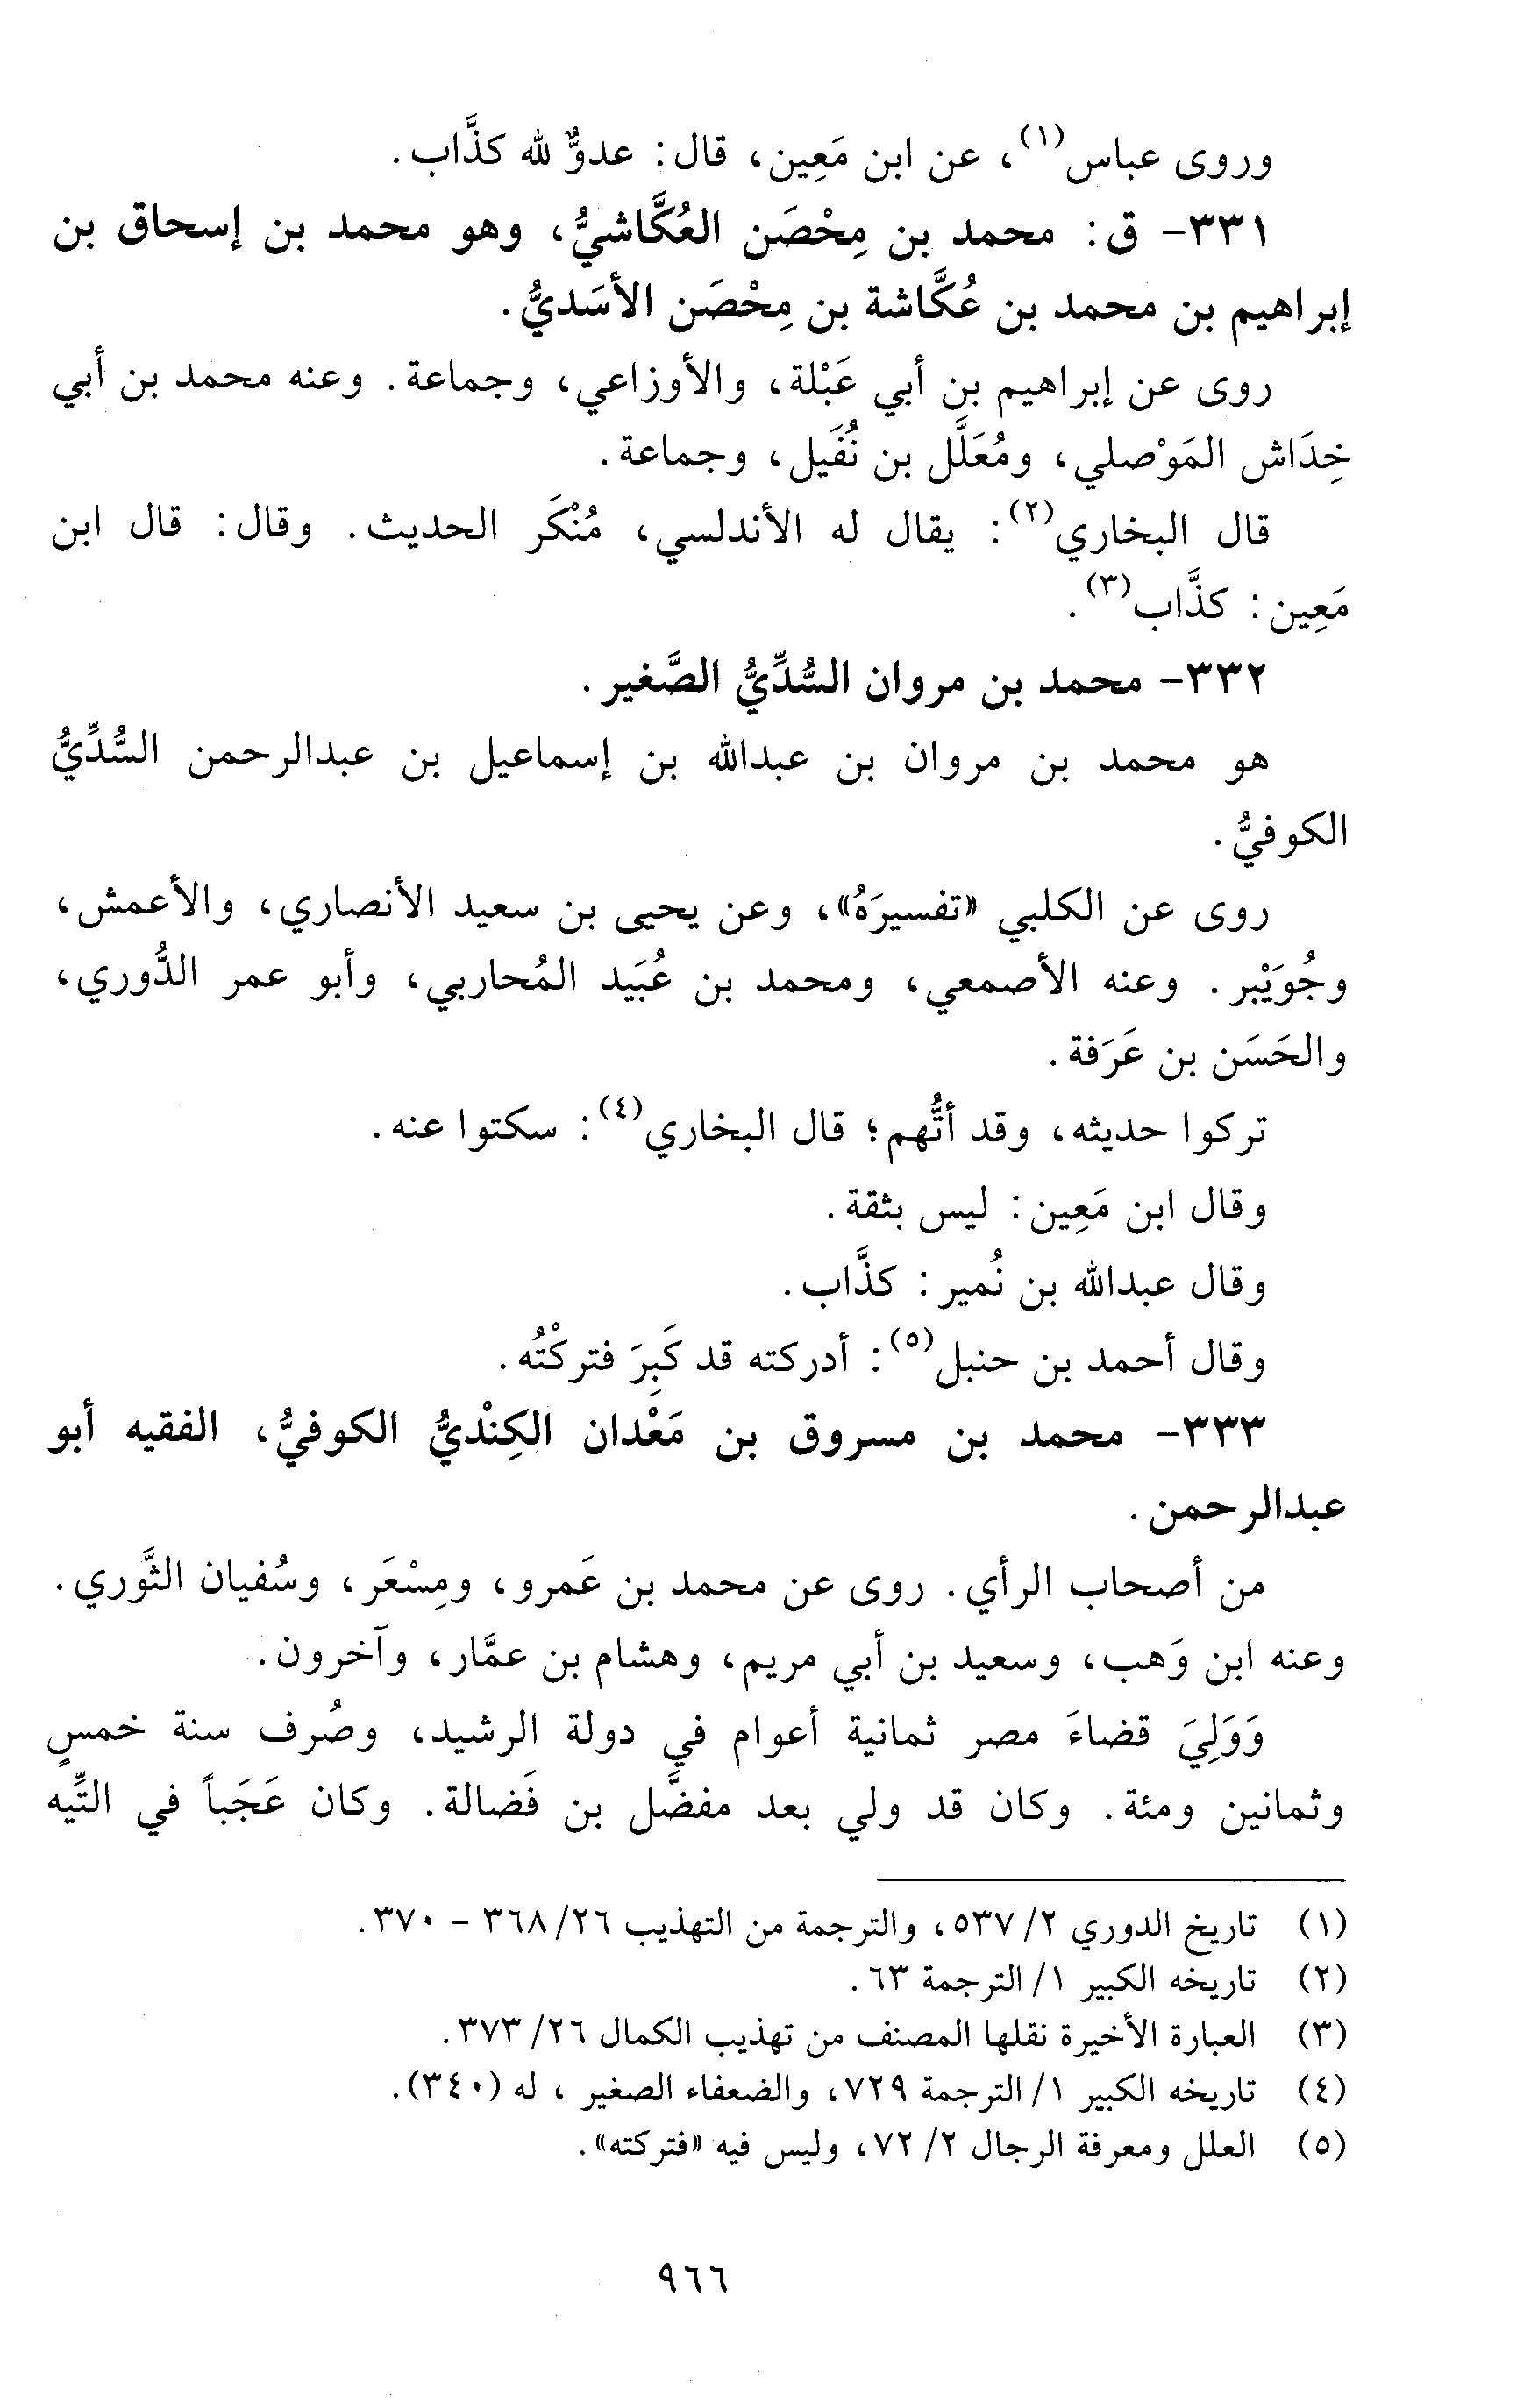 وروى عباس(١)، عن ابن مَعِين، قال: عدوٌّ لله كذَّاب.
٣٣١- ق: محمد بن مِحْصَن العُكَّاشيُّ، وهو محمد بن إسحاق بن
إبراهيم بن محمد بن عُكَّاشة بن مِحْصَن الأسَديُّ.
روى عن إبراهيم بن أبي عَبْلة، والأوزاعي، وجماعة. وعنه محمد بن أبي
خِدَاش المَوْصلي، ومُعَلَّل بن نُفَيل، وجماعة.
قال البخاري(٢): يقال له الأندلسي، مُنْكَر الحديث. وقال: قال ابن
مَعِين: كذَّاب(٣).
٣٣٢- محمد بن مروان السُّدِّيُّ الصَّغير.
هو محمد بن مروان بن عبدالله بن إسماعيل بن عبدالرحمن السُّدِّيُّ
الكوفيُّ.
روى عن الكلبي «تفسيرَهُ»، وعن يحيى بن سعيد الأنصاري، والأعمش،
وجُوَيْبر. وعنه الأصمعي، ومحمد بن عُبَيد المُحاربي، وأبو عمر الدُّوري،
والحَسَن بن عَرَفة.
تركوا حديثه، وقد أتُّهم؛ قال البخاري(٤): سكتوا عنه.
وقال ابن مَعِين: ليس بثقة.
وقال عبدالله بن نُمير: كذَّاب.
وقال أحمد بن حنبل(٥): أدركته قد كَبِرَ فتركْتُه.
٣٣٣- محمد بن مسروق بن مَعْدان الكِنْديُّ الكوفيُّ، الفقيه أبو
عبدالرحمن.
من أصحاب الرأي. روى عن محمد بن عَمرو، ومِسْعَر، وسُفيان الثَّوري.
وعنه ابن وَهب، وسعيد بن أبي مريم، وهشام بن عمَّار، وآخرون.
وَوَلِيَ قضاءَ مصر ثمانية أعوام في دولة الرشيد، وصُرف سنة خمسٍ
وثمانين ومئة. وكان قد ولي بعد مفضَّل بن فَضالة. وكان عَجَباً في التِّيه
(١) تاريخ الدوري ٢/ ٥٣٧، والترجمة من التهذيب ٢٦/ ٣٦٨ - ٣٧٠.
(٢) تاريخه الكبير ١/ الترجمة ٦٣.
(٣) العبارة الأخيرة نقلها المصنف من تهذيب الكمال ٢٦/ ٣٧٣.
(٤) تاريخه الكبير ١/ الترجمة ٧٢٩، والضعفاء الصغير، له (٣٤٠).
(٥) العلل ومعرفة الرجال ٢/ ٧٢، وليس فيه «فتركته».
٩٦٦